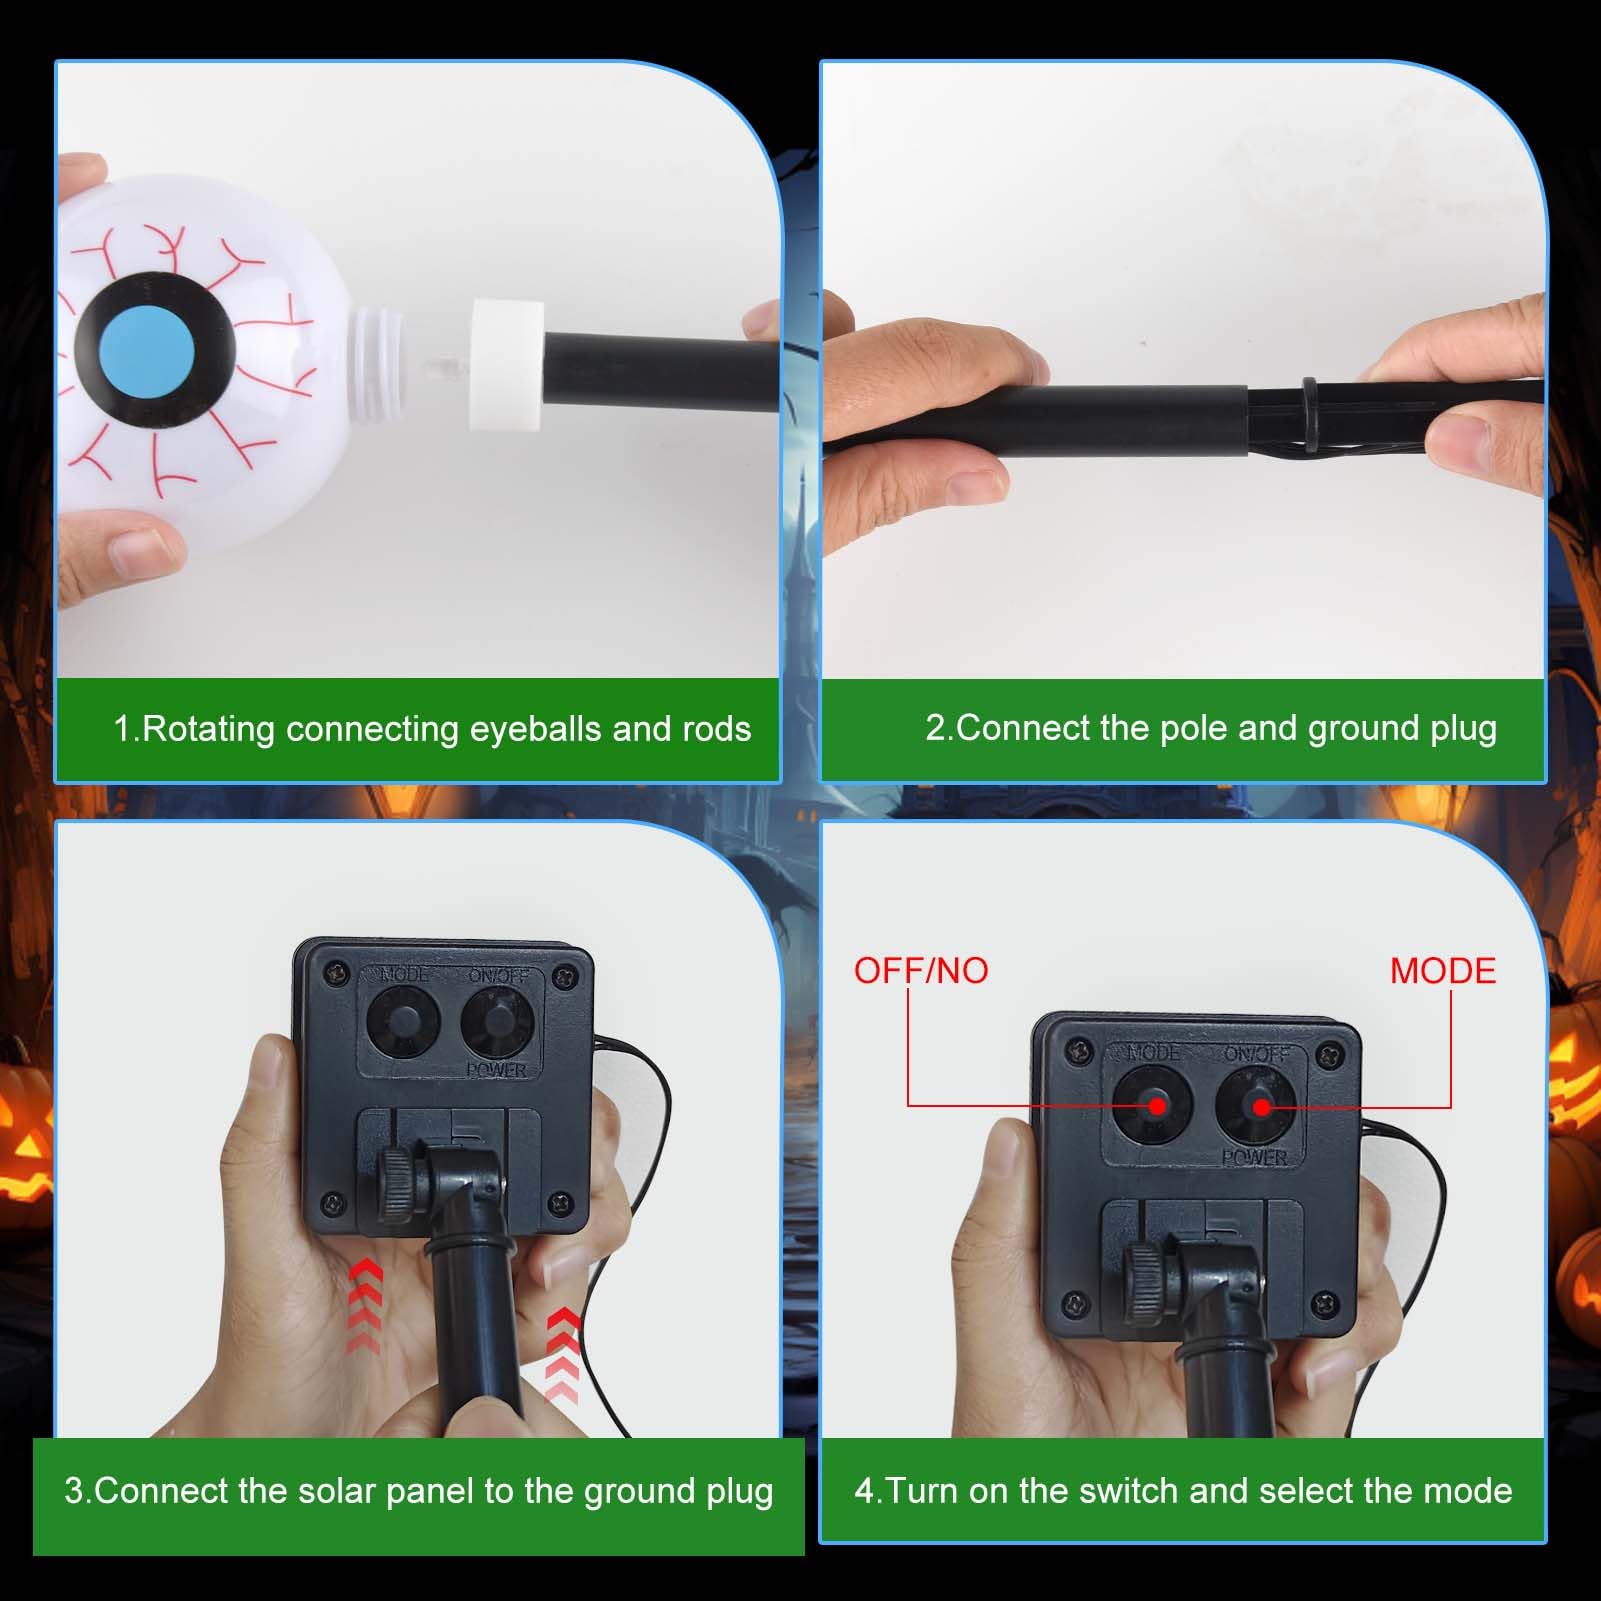 1.Rotating connecting eyeballs and rods
2.Connect the pole and ground plug
MODE ON/OFF
POWER
3.Connect the solar panel to the ground plug
OFF/NO MODE
MODE ON/OFF
POWER
4.Turn on the switch and select the mode